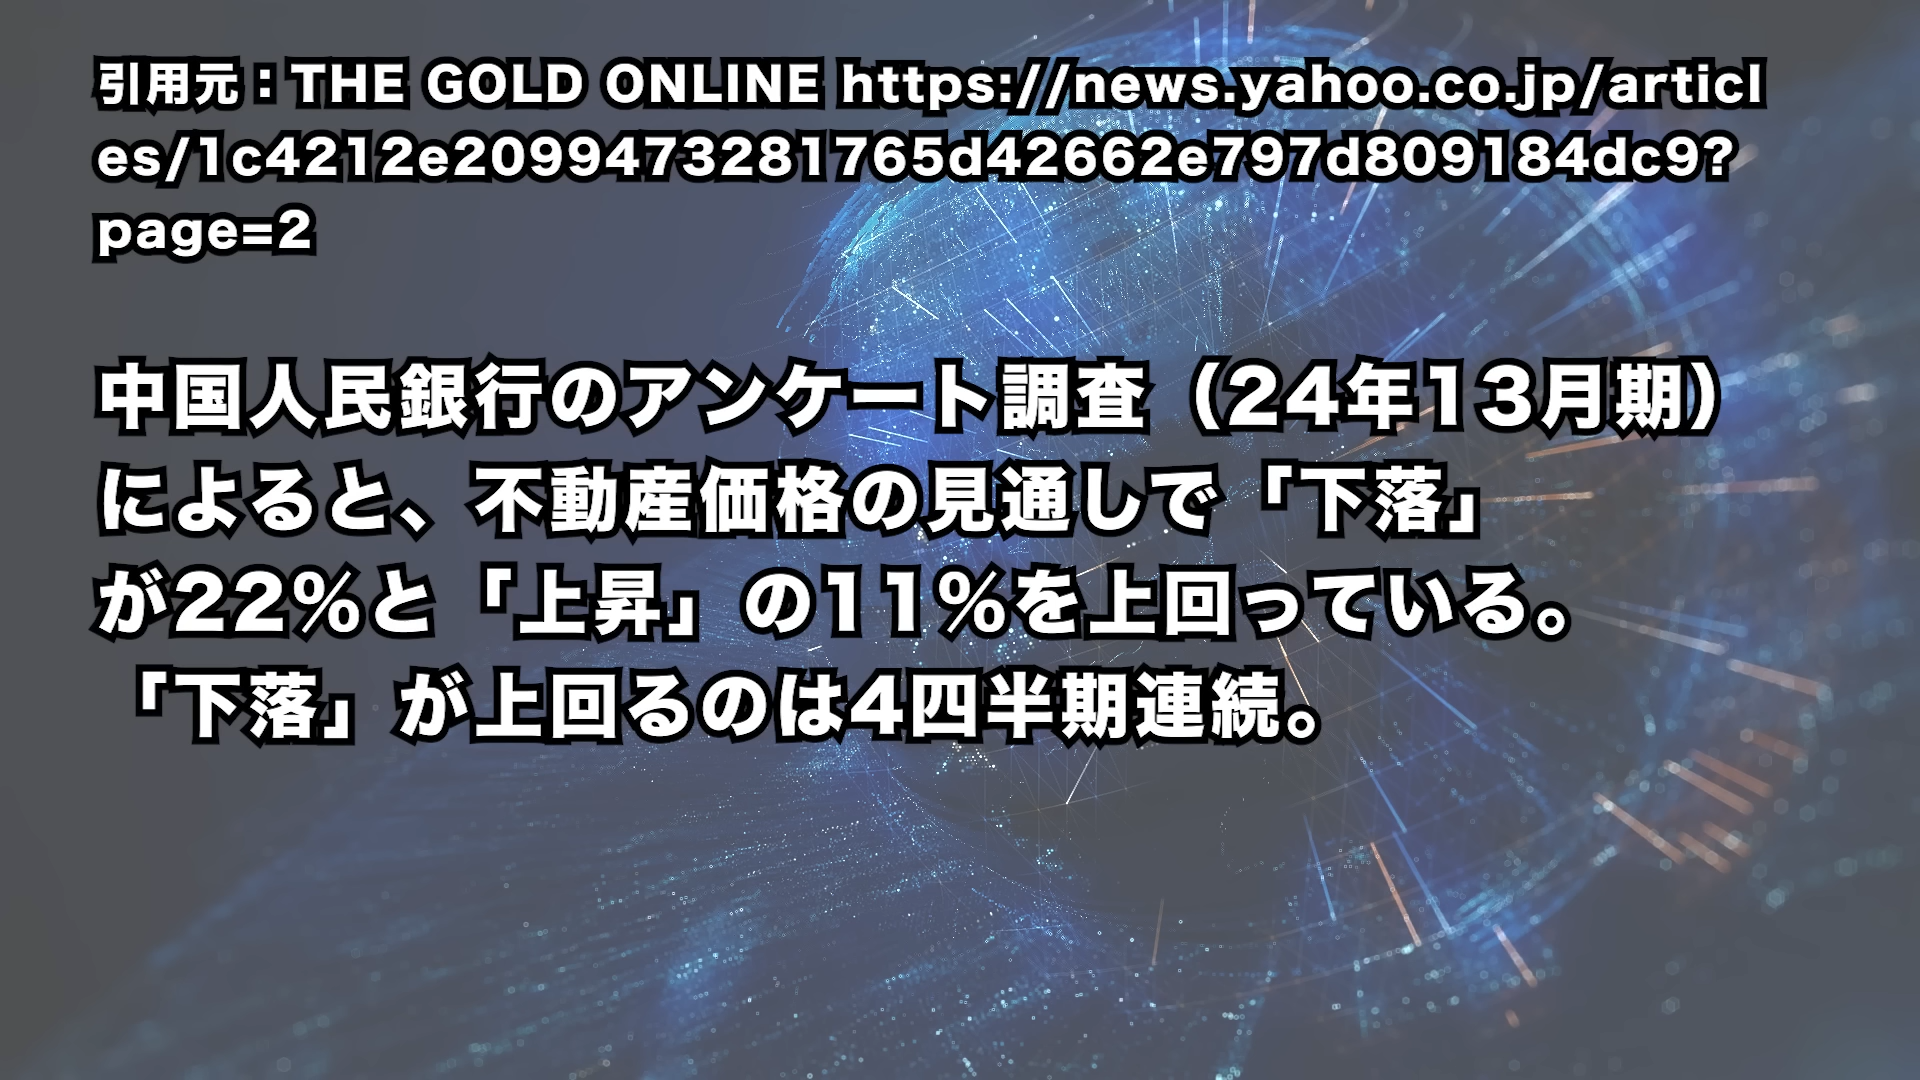 引用元：THE GOLD ONLINE https://news.yahoo.co.jp/articl
es/1c4212e2099473281765d42662e797d809184dc9?
page=2
中国人民銀行のアンケート調査（24年13月期）
によると、不動産価格の見通しで「下落」
が22％と「上昇」の11％を上回っている。
「下落」が上回るのは4四半期連続。